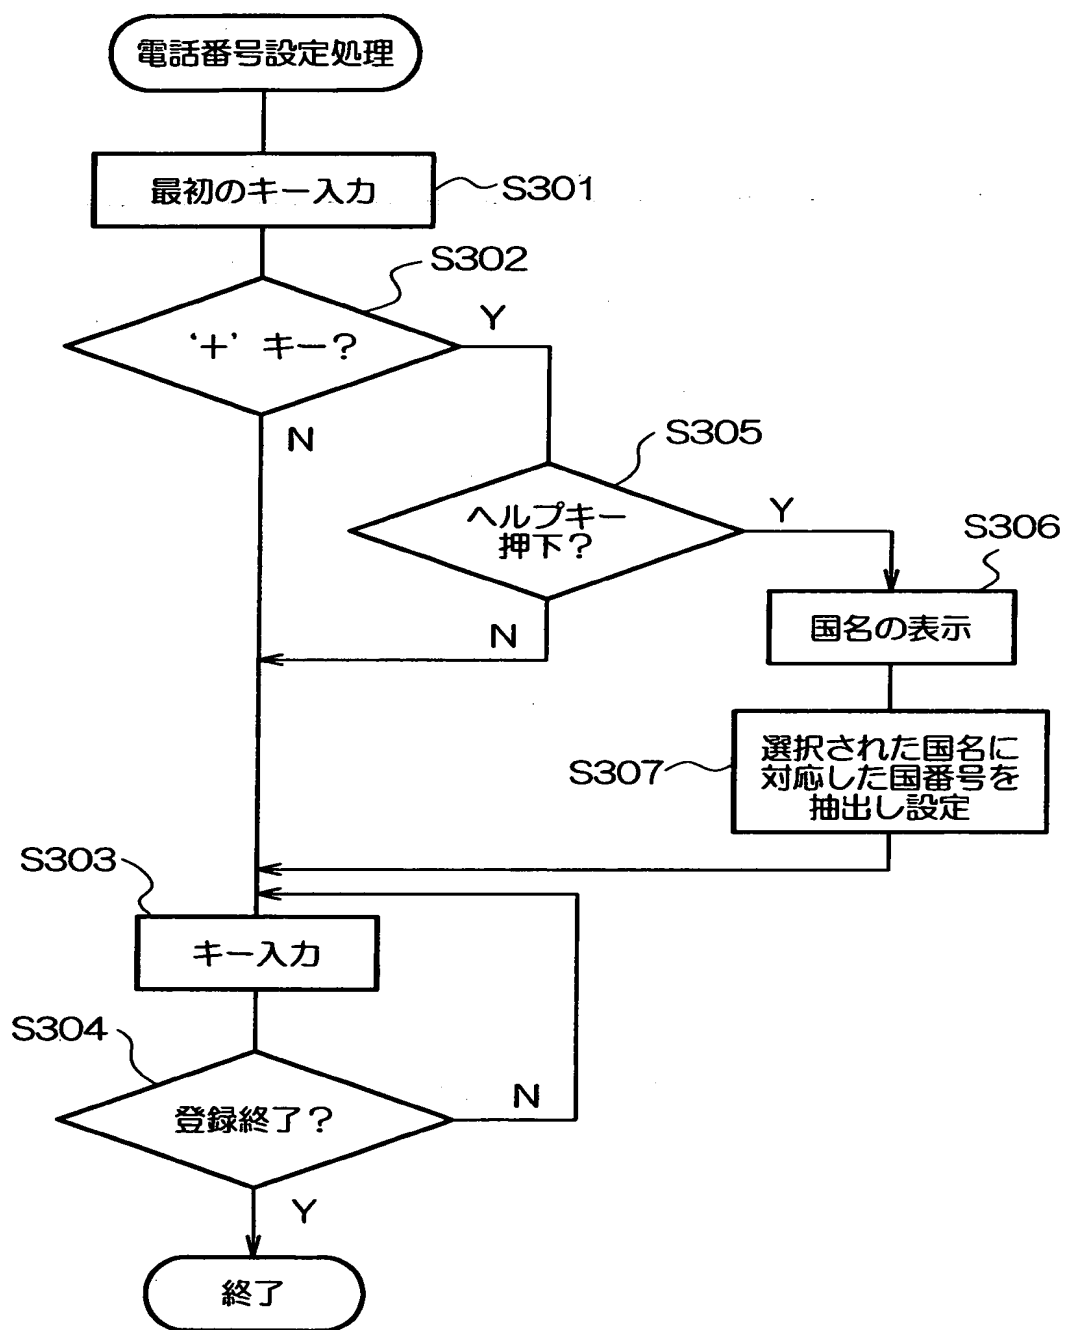 電話番号設定処理
最初のキー入力
S301
S302
‘+’ キー?
Y
N
S305
ヘルプキー
押下?
Y
N
S306
国名の表示
S307
選択された国名に
対応した国番号を
抽出し設定
S303
キー入力
S304
登録終了?
N
Y
終了